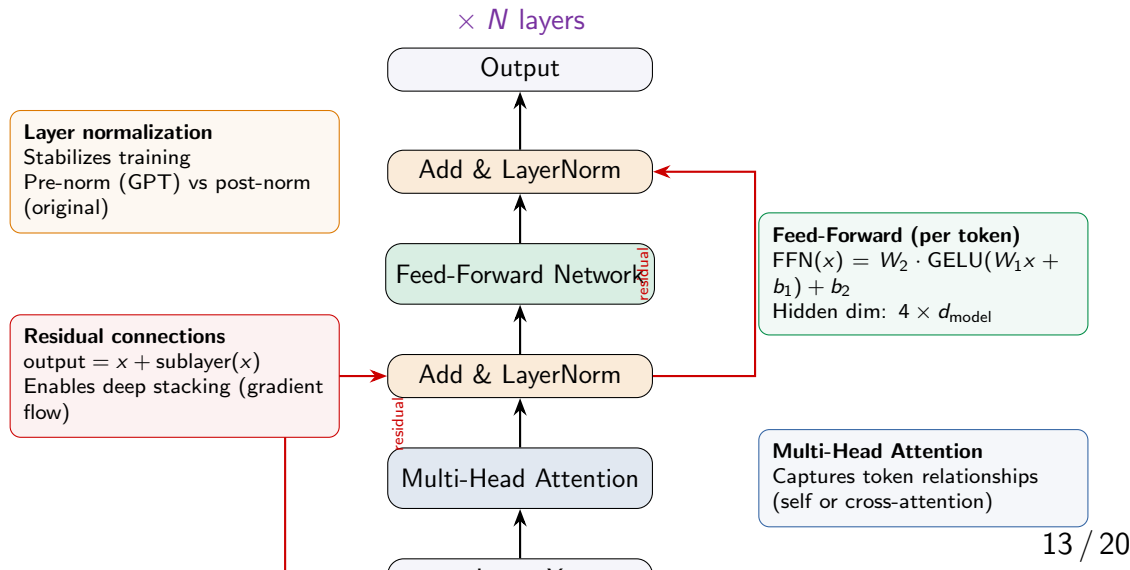 × N layers
Output
Layer normalization
Stabilizes training
Pre-norm (GPT) vs post-norm
(original)
Add & LayerNorm
Feed-Forward Network
residual
Feed-Forward (per token)
FFN(x) = W₂ · GELU(W₁x +
b₁) + b₂
Hidden dim: 4 × d_model
Residual connections
output = x + sublayer(x)
Enables deep stacking (gradient
flow)
Add & LayerNorm
residual
Multi-Head Attention
Multi-Head Attention
Captures token relationships
(self or cross-attention)
13 / 20